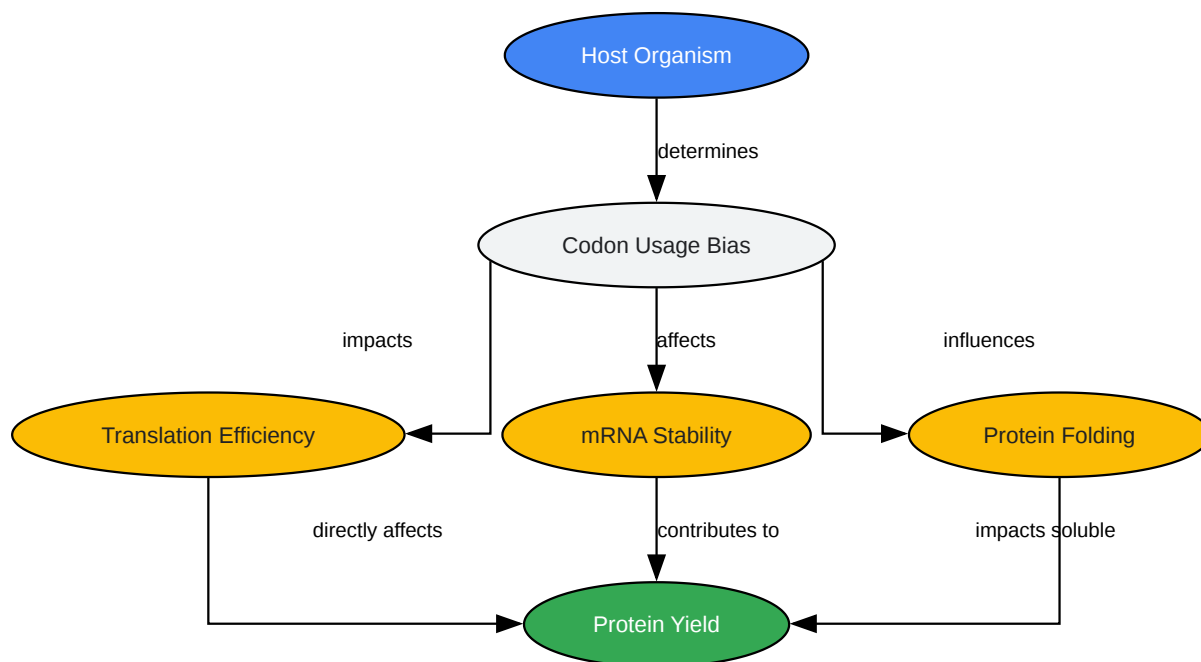 Host Organism
determines
Codon Usage Bias
impacts
affects
influences
Translation Efficiency
mRNA Stability
Protein Folding
directly affects
contributes to
impacts soluble
Protein Yield